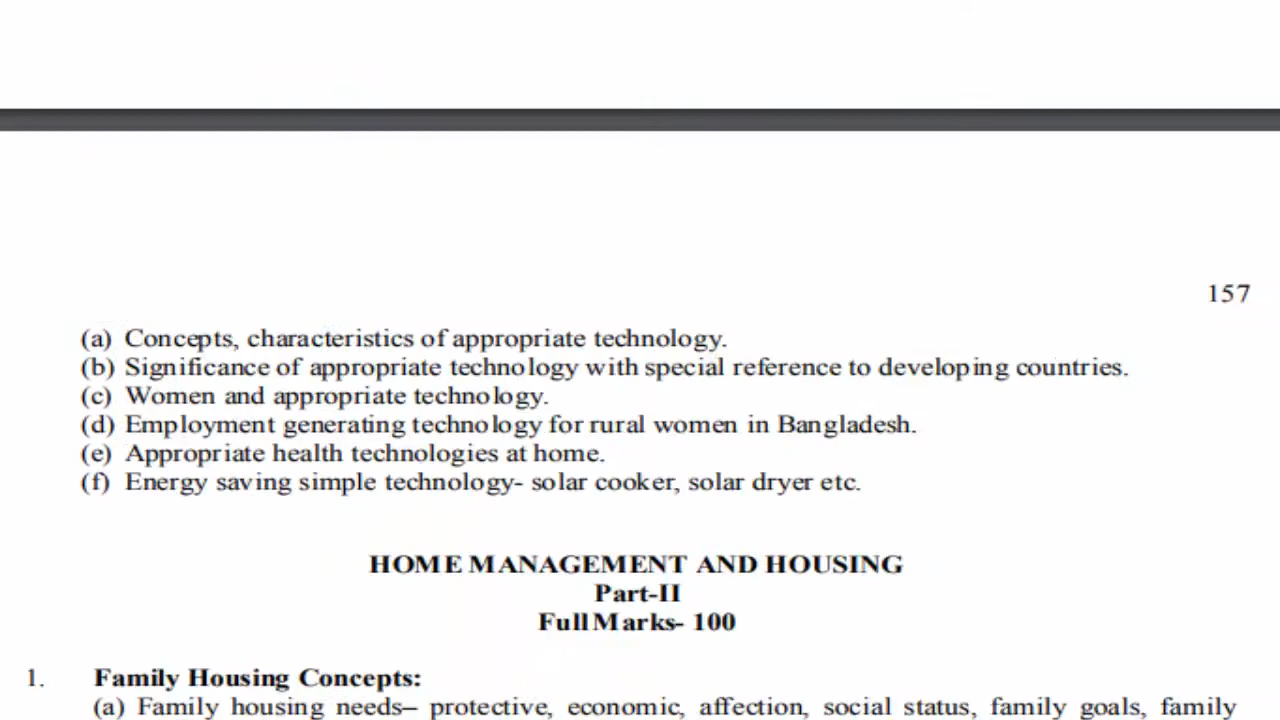 157
(a) Concepts, characteristics of appropriate technology.
(b) Significance of appropriate technology with special reference to developing countries.
(c) Women and appropriate technology.
(d) Employment generating technology for rural women in Bangladesh.
(e) Appropriate health technologies at home.
(f) Energy saving simple technology- solar cooker, solar dryer etc.
HOME MANAGEMENT AND HOUSING
Part-II
Full Marks- 100
1. Family Housing Concepts:
(a) Family housing needs– protective, economic, affection, social status, family goals, family